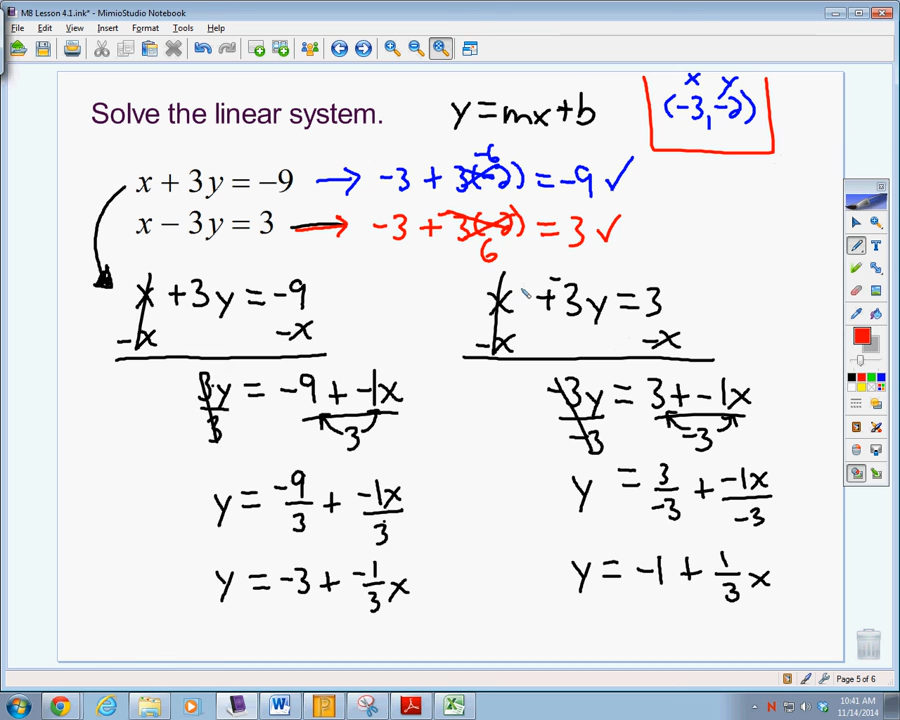 M8 Lesson 4.1.ink* - MimioStudio Notebook
File Edit View Insert Format Tools Help
x y
(-3, -2)
Solve the linear system. y = mx + b
x + 3y = −9 → -3 + 3(-2) = -9 ✓
-6
x − 3y = 3 → -3 + -3(-2) = 3 ✓
6
x + 3y = -9
-x -x
3y = -9 + -1x
3 3
y = -9/3 + -1x/3
y = -3 + -1/3 x
x + -3y = 3
-x -x
-3y = 3 + -1x
-3 -3
y = 3/-3 + -1x/-3
y = -1 + 1/3 x
Page 5 of 6
10:41 AM
11/14/2014